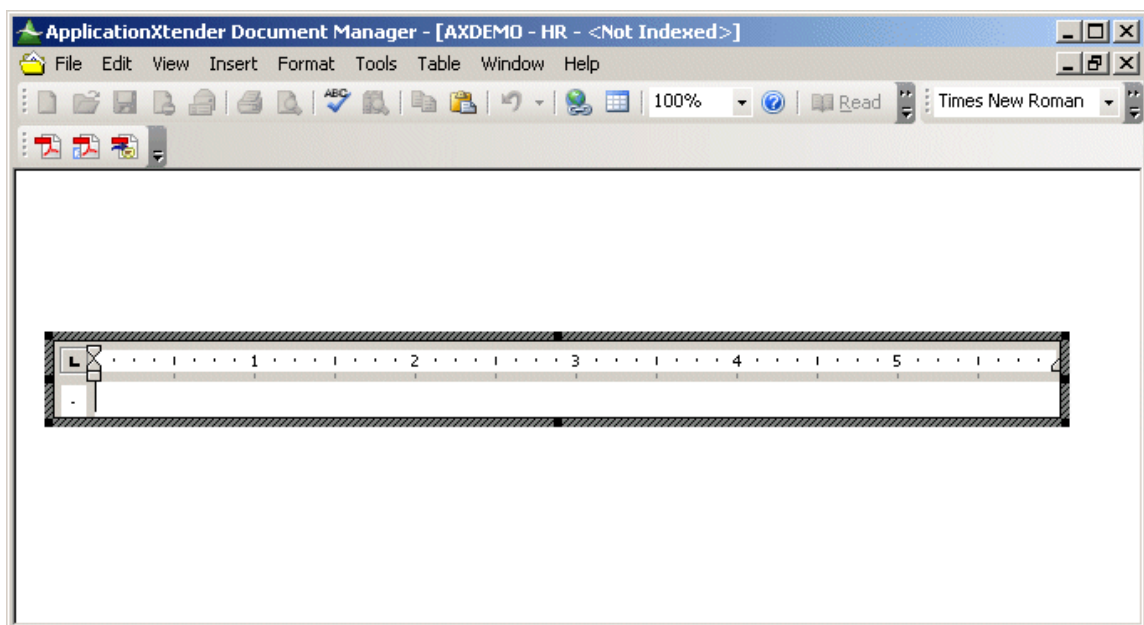 ApplicationXtender Document Manager - [AXDEMO - HR - <Not Indexed>]
File Edit View Insert Format Tools Table Window Help
ABC 100% Read Times New Roman
L 1 2 3 4 5